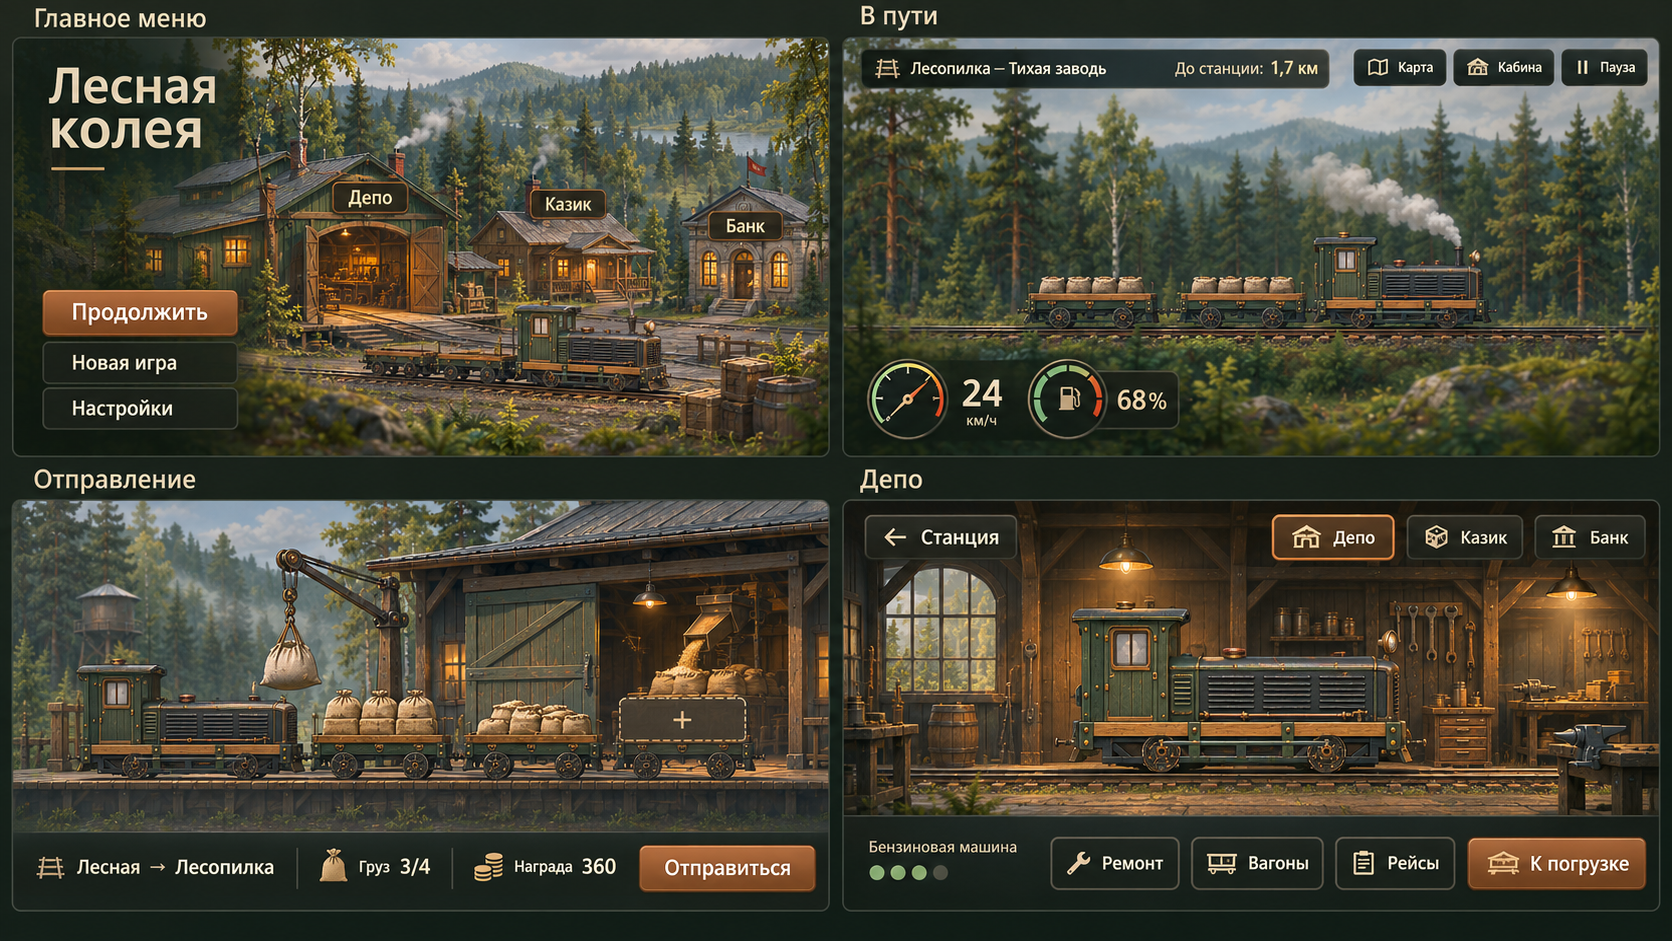 Главное меню
Лесная
колея
Депо
Казик
Банк
Продолжить
Новая игра
Настройки
В пути
Лесопилка – Тихая заводь
До станции: 1,7 км
Карта
Кабина
Пауза
24
км/ч
68%
Отправление
Лесная → Лесопилка
Груз 3/4
Награда 360
Отправиться
Депо
← Станция
Депо
Казик
Банк
Бензиновая машина
Ремонт
Вагоны
Рейсы
К погрузке